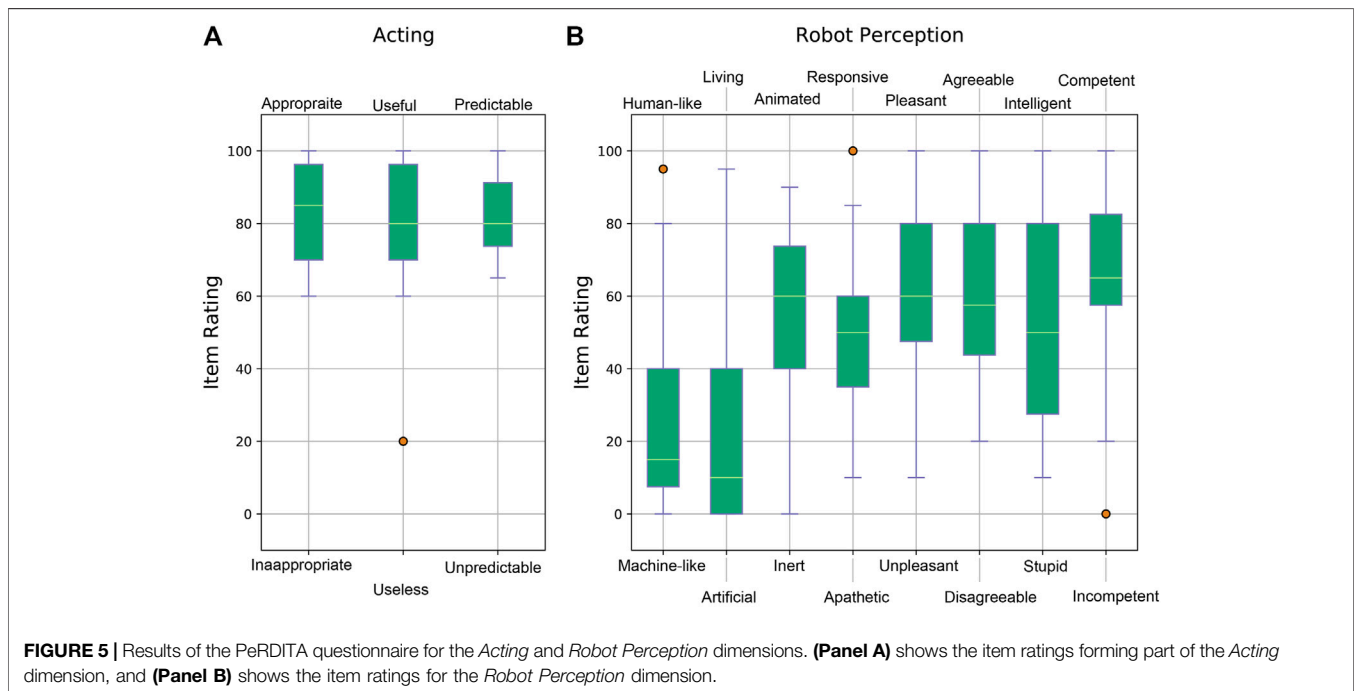 A Acting
Appropraite Useful Predictable
Item Rating
100
80
60
40
20
0
Inaappropriate Unpredictable
Useless
B Robot Perception
Living Responsive Agreeable Competent
Human-like Animated Pleasant Intelligent
Item Rating
100
80
60
40
20
0
Machine-like Inert Unpleasant Stupid
Artificial Apathetic Disagreeable Incompetent
FIGURE 5 | Results of the PeRDITA questionnaire for the Acting and Robot Perception dimensions. (Panel A) shows the item ratings forming part of the Acting
dimension, and (Panel B) shows the item ratings for the Robot Perception dimension.